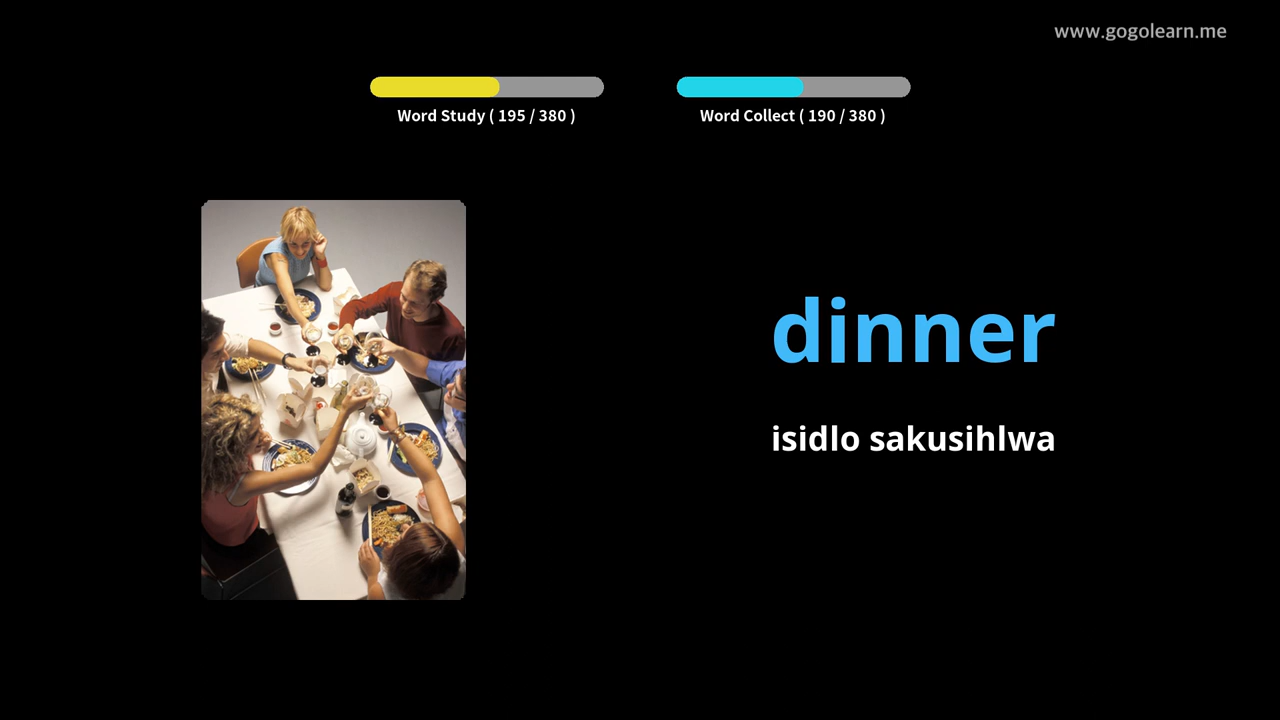 www.gogolearn.me
Word Study ( 195 / 380 )
Word Collect ( 190 / 380 )
dinner
isidlo sakusihlwa